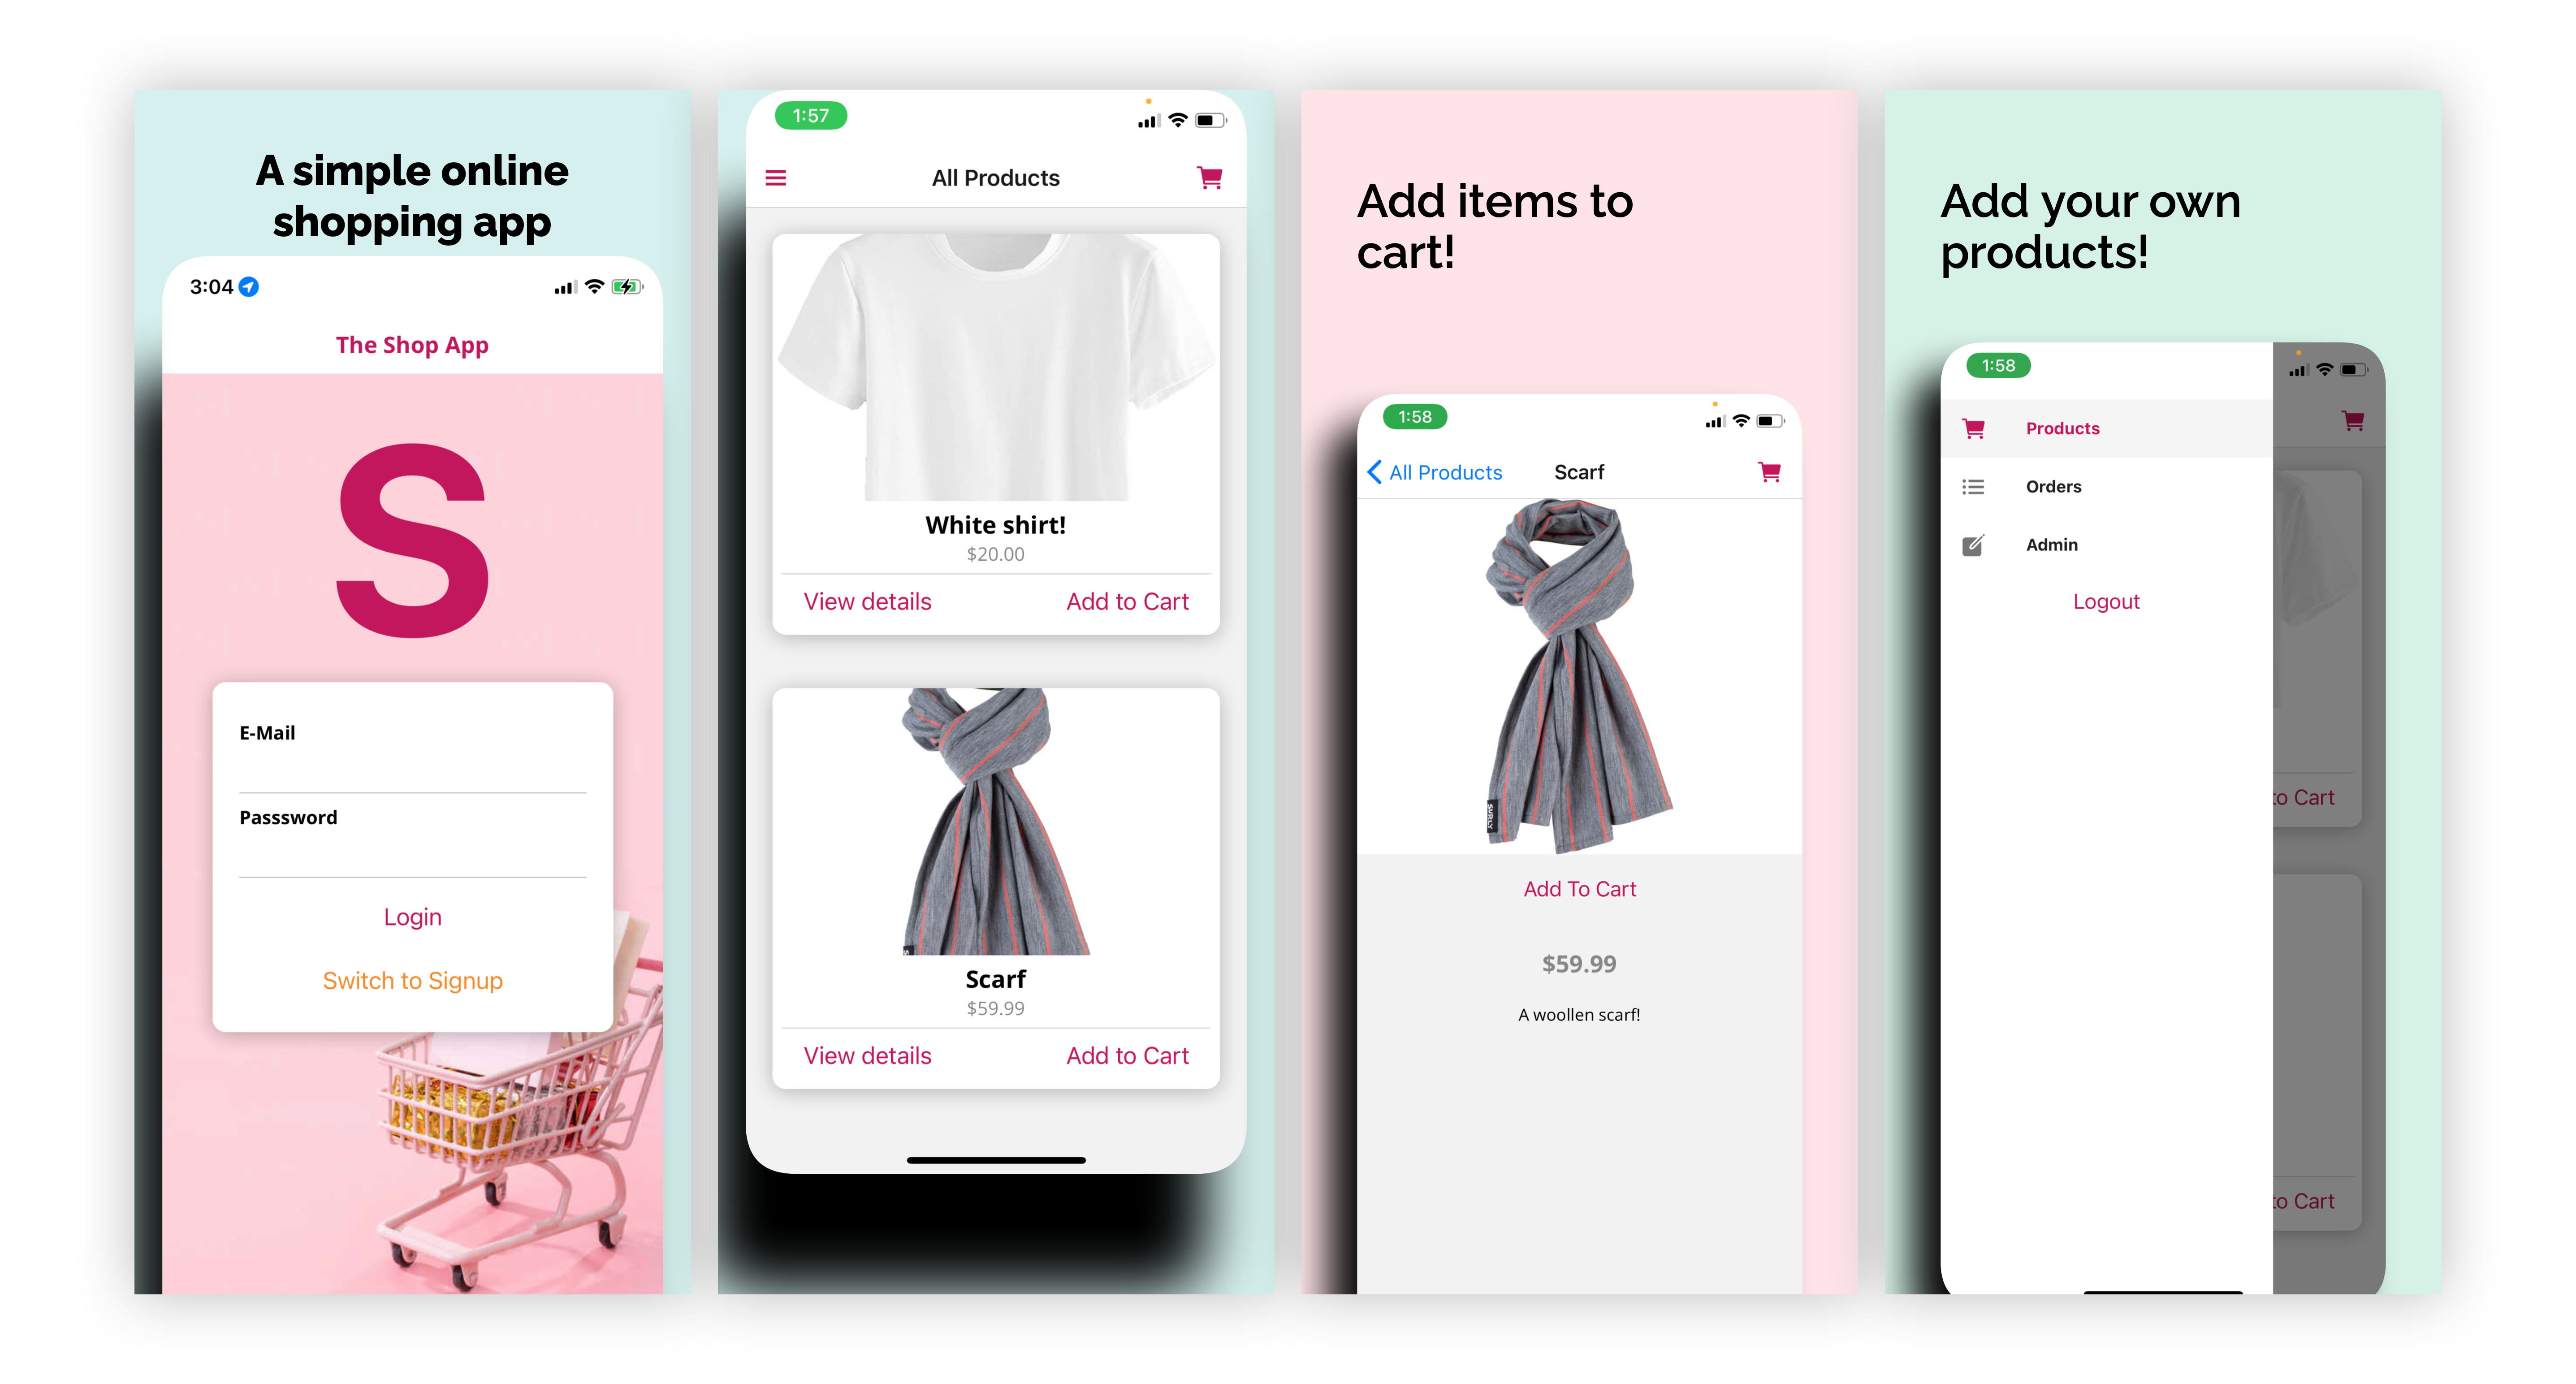 A simple online
shopping app
3:04
The Shop App
S
E-Mail
Passsword
Login
Switch to Signup
1:57
All Products
White shirt!
$20.00
View details
Add to Cart
Scarf
$59.99
View details
Add to Cart
Add items to
cart!
1:58
All Products
Scarf
SURLY
Add To Cart
$59.99
A woollen scarf!
Add your own
products!
1:58
Products
Orders
Admin
Logout
to Cart
to Cart